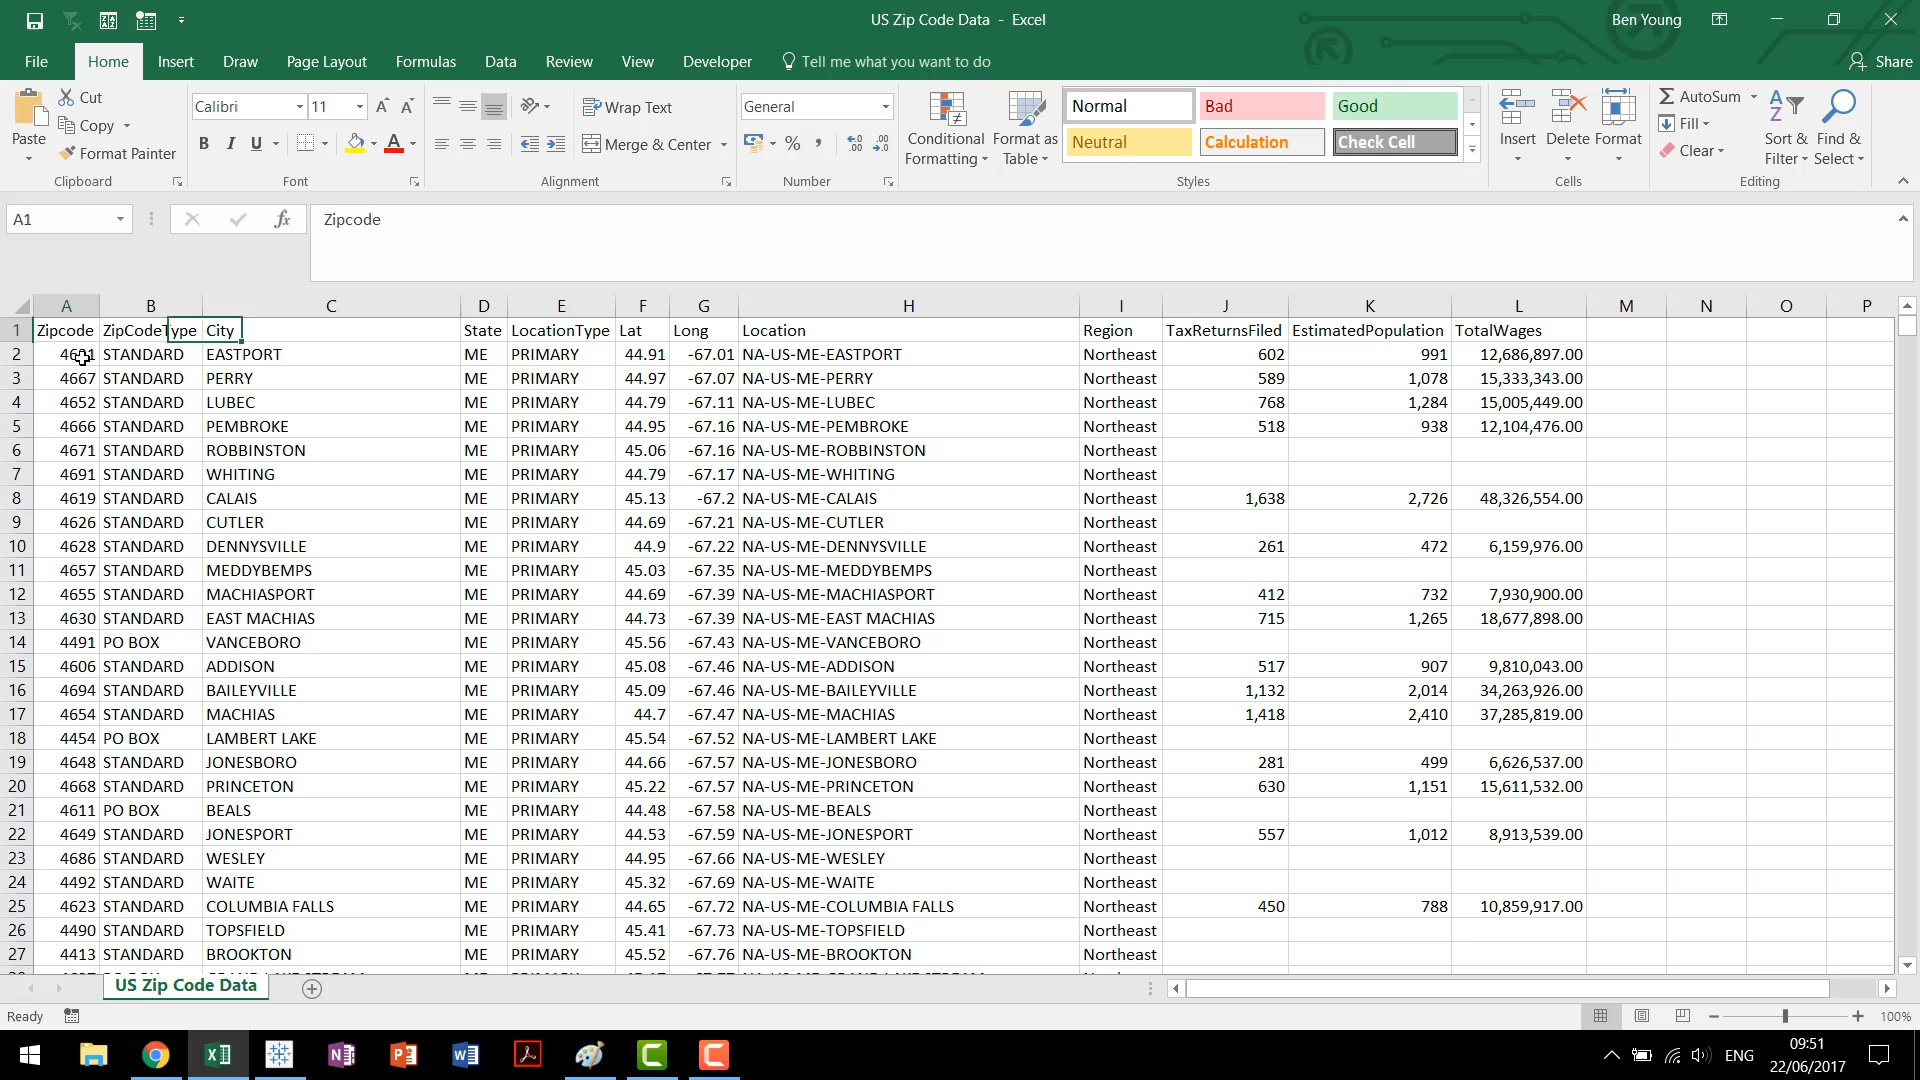 US Zip Code Data - Excel
Ben Young
File Home Insert Draw Page Layout Formulas Data Review View Developer Tell me what you want to do Share
Paste Cut Copy Format Painter Clipboard
Calibri 11 B I U A Font
Wrap Text Merge & Center Alignment
General % , Number
Conditional Formatting Format as Table
Normal Bad Good Neutral Calculation Check Cell Styles
Insert Delete Format Cells
AutoSum Fill Clear Sort & Filter Find & Select Editing
A1 fx Zipcode
A B C D E F G H I J K L M N O P
1 Zipcode ZipCodeType City State LocationType Lat Long Location Region TaxReturnsFiled EstimatedPopulation TotalWages
2 STANDARD EASTPORT ME PRIMARY 44.91 -67.01 NA-US-ME-EASTPORT Northeast 602 991 12,686,897.00
3 4667 STANDARD PERRY ME PRIMARY 44.97 -67.07 NA-US-ME-PERRY Northeast 589 1,078 15,333,343.00
4 4652 STANDARD LUBEC ME PRIMARY 44.79 -67.11 NA-US-ME-LUBEC Northeast 768 1,284 15,005,449.00
5 4666 STANDARD PEMBROKE ME PRIMARY 44.95 -67.16 NA-US-ME-PEMBROKE Northeast 518 938 12,104,476.00
6 4671 STANDARD ROBBINSTON ME PRIMARY 45.06 -67.16 NA-US-ME-ROBBINSTON Northeast
7 4691 STANDARD WHITING ME PRIMARY 44.79 -67.17 NA-US-ME-WHITING Northeast
8 4619 STANDARD CALAIS ME PRIMARY 45.13 -67.2 NA-US-ME-CALAIS Northeast 1,638 2,726 48,326,554.00
9 4626 STANDARD CUTLER ME PRIMARY 44.69 -67.21 NA-US-ME-CUTLER Northeast
10 4628 STANDARD DENNYSVILLE ME PRIMARY 44.9 -67.22 NA-US-ME-DENNYSVILLE Northeast 261 472 6,159,976.00
11 4657 STANDARD MEDDYBEMPS ME PRIMARY 45.03 -67.35 NA-US-ME-MEDDYBEMPS Northeast
12 4655 STANDARD MACHIASPORT ME PRIMARY 44.69 -67.39 NA-US-ME-MACHIASPORT Northeast 412 732 7,930,900.00
13 4630 STANDARD EAST MACHIAS ME PRIMARY 44.73 -67.39 NA-US-ME-EAST MACHIAS Northeast 715 1,265 18,677,898.00
14 4491 PO BOX VANCEBORO ME PRIMARY 45.56 -67.43 NA-US-ME-VANCEBORO Northeast
15 4606 STANDARD ADDISON ME PRIMARY 45.08 -67.46 NA-US-ME-ADDISON Northeast 517 907 9,810,043.00
16 4694 STANDARD BAILEYVILLE ME PRIMARY 45.09 -67.46 NA-US-ME-BAILEYVILLE Northeast 1,132 2,014 34,263,926.00
17 4654 STANDARD MACHIAS ME PRIMARY 44.7 -67.47 NA-US-ME-MACHIAS Northeast 1,418 2,410 37,285,819.00
18 4454 PO BOX LAMBERT LAKE ME PRIMARY 45.54 -67.52 NA-US-ME-LAMBERT LAKE Northeast
19 4648 STANDARD JONESBORO ME PRIMARY 44.66 -67.57 NA-US-ME-JONESBORO Northeast 281 499 6,626,537.00
20 4668 STANDARD PRINCETON ME PRIMARY 45.22 -67.57 NA-US-ME-PRINCETON Northeast 630 1,151 15,611,532.00
21 4611 PO BOX BEALS ME PRIMARY 44.48 -67.58 NA-US-ME-BEALS Northeast
22 4649 STANDARD JONESPORT ME PRIMARY 44.53 -67.59 NA-US-ME-JONESPORT Northeast 557 1,012 8,913,539.00
23 4686 STANDARD WESLEY ME PRIMARY 44.95 -67.66 NA-US-ME-WESLEY Northeast
24 4492 STANDARD WAITE ME PRIMARY 45.32 -67.69 NA-US-ME-WAITE Northeast
25 4623 STANDARD COLUMBIA FALLS ME PRIMARY 44.65 -67.72 NA-US-ME-COLUMBIA FALLS Northeast 450 788 10,859,917.00
26 4490 STANDARD TOPSFIELD ME PRIMARY 45.41 -67.73 NA-US-ME-TOPSFIELD Northeast
27 4413 STANDARD BROOKTON ME PRIMARY 45.52 -67.76 NA-US-ME-BROOKTON Northeast
US Zip Code Data
Ready 100%
ENG 09:51
22/06/2017